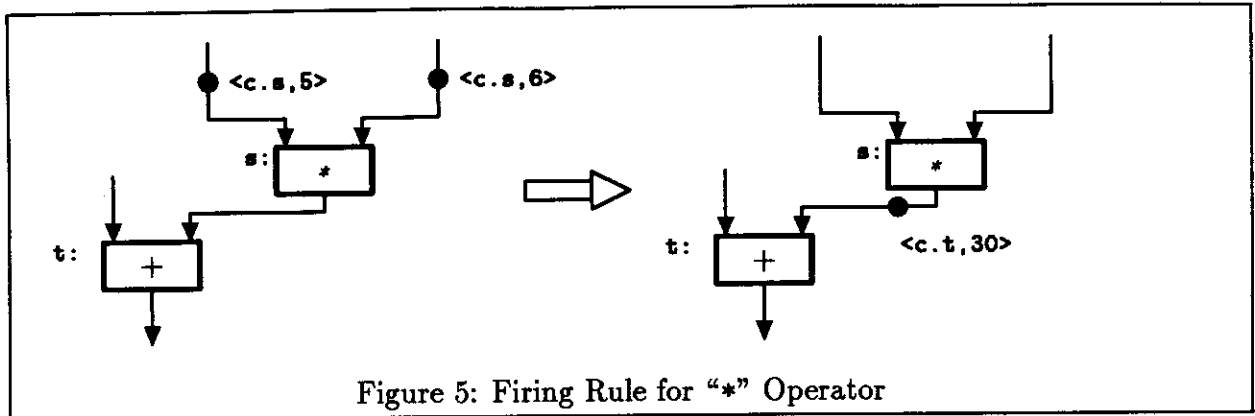 <c.s,5> <c.s,6>
s: *
t: +
s: *
t: +
<c.t,30>
Figure 5: Firing Rule for “*” Operator